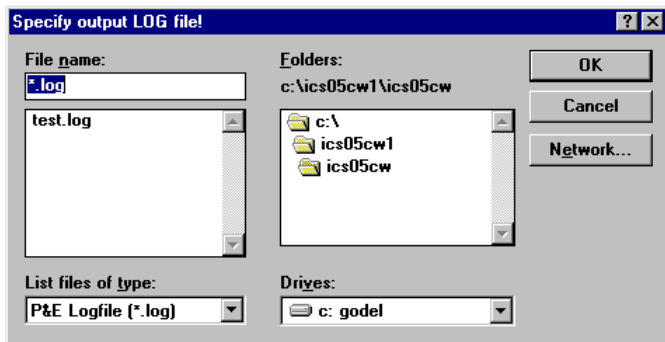 Specify output LOG file!
File name:
*.log
test.log
List files of type:
P&E Logfile (*.log)
Folders:
c:\ics05cw1\ics05cw
c:\
ics05cw1
ics05cw
Drives:
c: godel
OK
Cancel
Network...